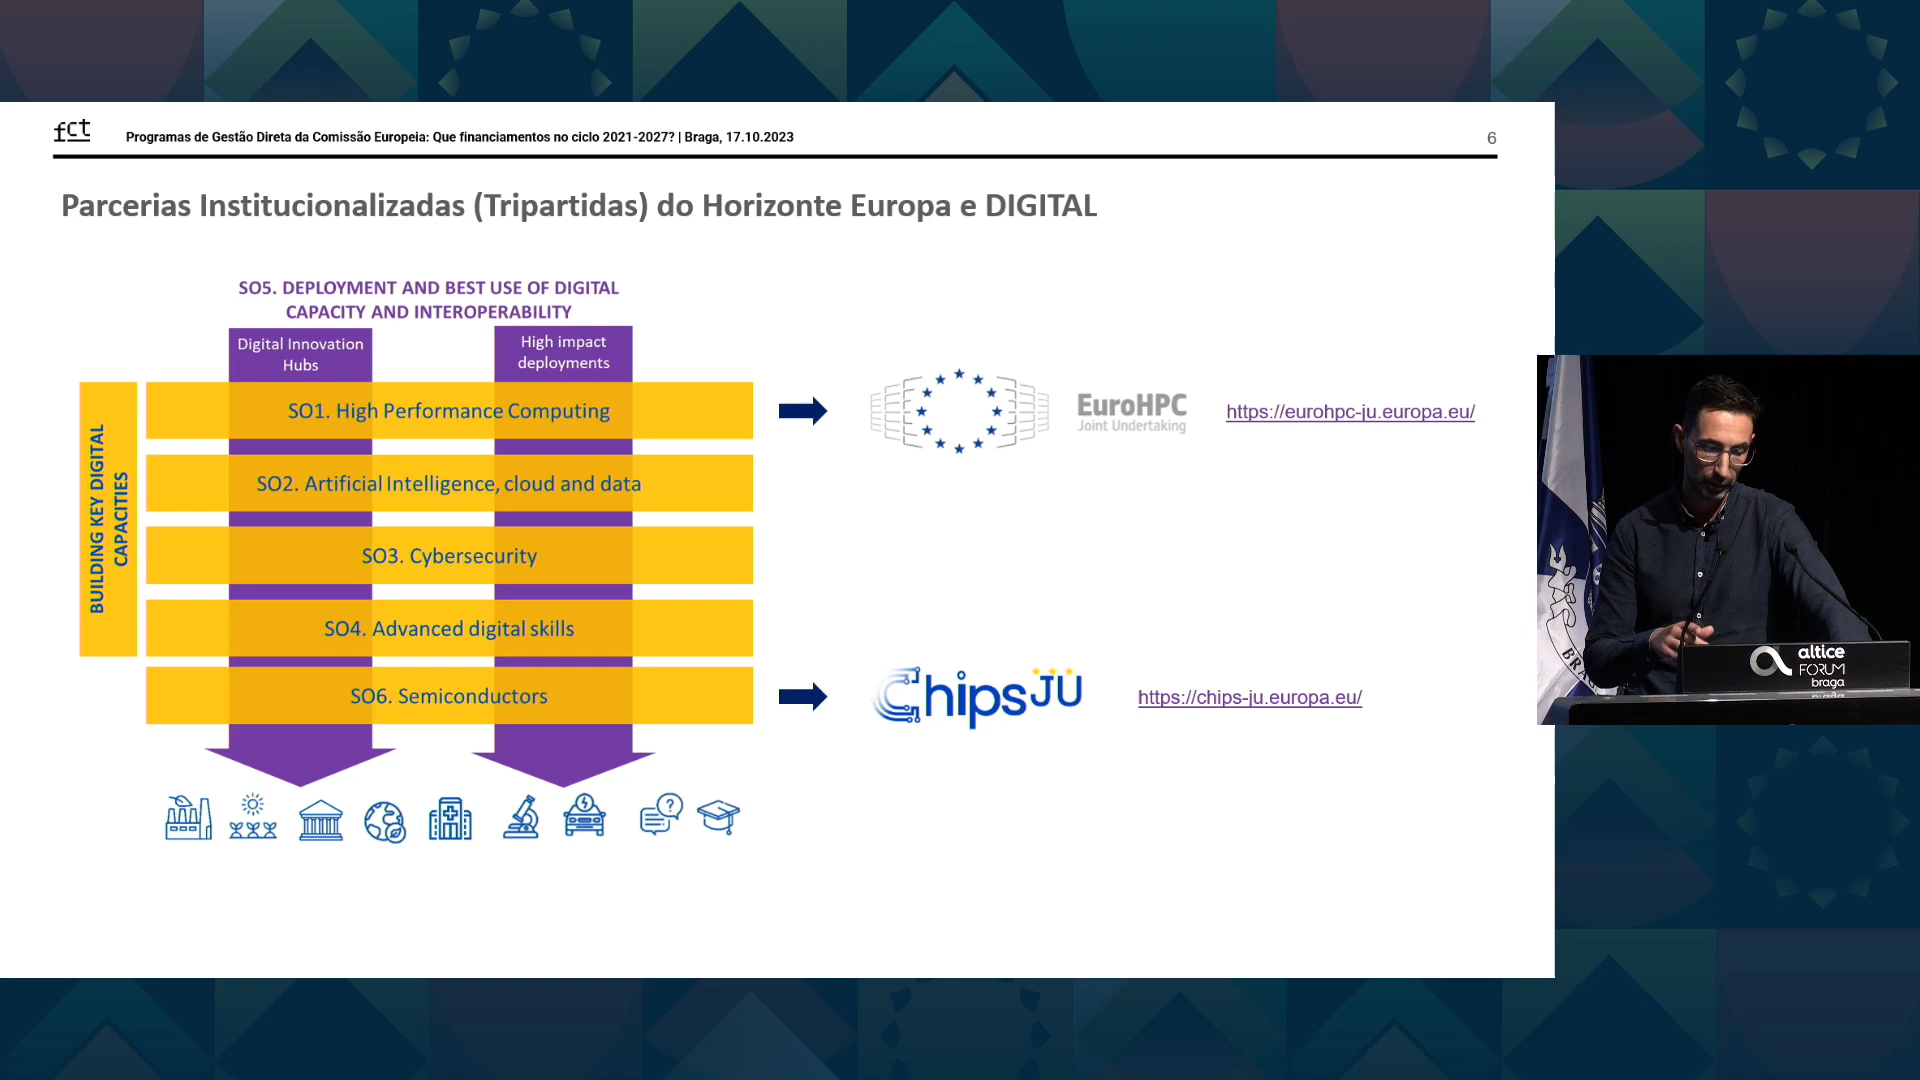 fct
Programas de Gestão Direta da Comissão Europeia: Que financiamentos no ciclo 2021-2027? | Braga, 17.10.2023
6
Parcerias Institucionalizadas (Tripartidas) do Horizonte Europa e DIGITAL
SO5. DEPLOYMENT AND BEST USE OF DIGITAL
CAPACITY AND INTEROPERABILITY
Digital Innovation
Hubs
High impact
deployments
BUILDING KEY DIGITAL
CAPACITIES
SO1. High Performance Computing
SO2. Artificial Intelligence, cloud and data
SO3. Cybersecurity
SO4. Advanced digital skills
SO6. Semiconductors
EuroHPC
Joint Undertaking
https://eurohpc-ju.europa.eu/
ChipsJU
https://chips-ju.europa.eu/
altice
FORUM
braga